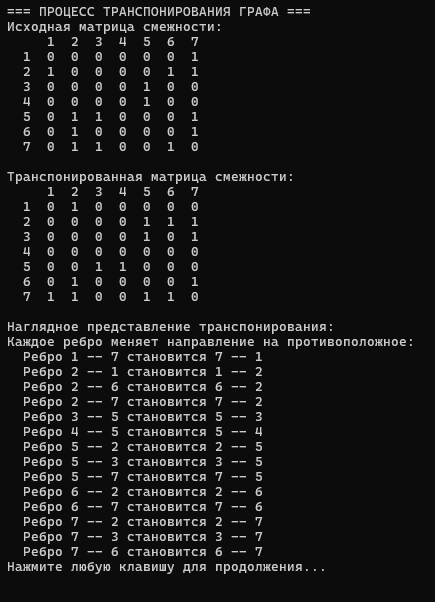 === ПРОЦЕСС ТРАНСПОНИРОВАНИЯ ГРАФА ===
Исходная матрица смежности:
     1  2  3  4  5  6  7
  1  0  0  0  0  0  0  1
  2  1  0  0  0  0  1  1
  3  0  0  0  0  1  0  0
  4  0  0  0  0  1  0  0
  5  0  1  1  0  0  0  1
  6  0  1  0  0  0  0  1
  7  0  1  1  0  0  1  0

Транспонированная матрица смежности:
     1  2  3  4  5  6  7
  1  0  1  0  0  0  0  0
  2  0  0  0  0  1  1  1
  3  0  0  0  0  1  0  1
  4  0  0  0  0  0  0  0
  5  0  0  1  1  0  0  0
  6  0  1  0  0  0  0  1
  7  1  1  0  0  1  1  0

Наглядное представление транспонирования:
Каждое ребро меняет направление на противоположное:
  Ребро 1 -- 7 становится 7 -- 1
  Ребро 2 -- 1 становится 1 -- 2
  Ребро 2 -- 6 становится 6 -- 2
  Ребро 2 -- 7 становится 7 -- 2
  Ребро 3 -- 5 становится 5 -- 3
  Ребро 4 -- 5 становится 5 -- 4
  Ребро 5 -- 2 становится 2 -- 5
  Ребро 5 -- 3 становится 3 -- 5
  Ребро 5 -- 7 становится 7 -- 5
  Ребро 6 -- 2 становится 2 -- 6
  Ребро 6 -- 7 становится 7 -- 6
  Ребро 7 -- 2 становится 2 -- 7
  Ребро 7 -- 3 становится 3 -- 7
  Ребро 7 -- 6 становится 6 -- 7
Нажмите любую клавишу для продолжения...